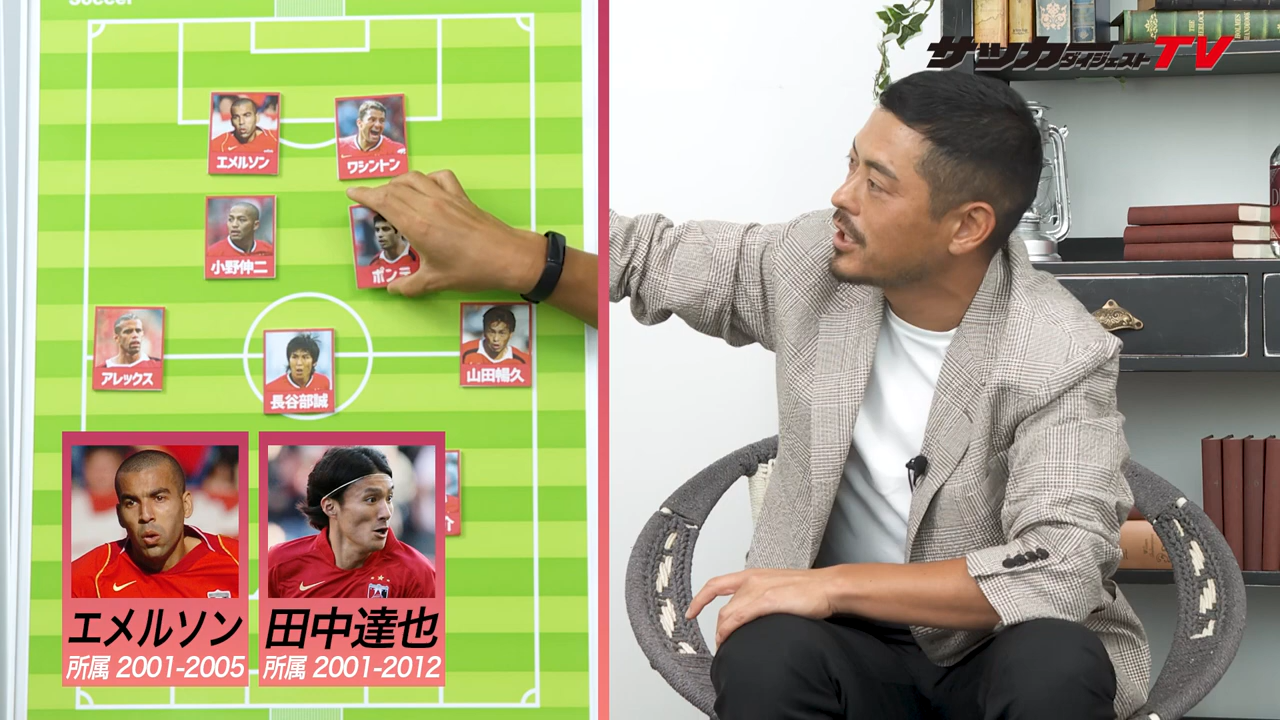 Soccer
サッカーダイジェストTV
エメルソン
ワシントン
小野伸二
ポンテ
アレックス
長谷部誠
山田暢久
介
エメルソン
所属 2001-2005
田中達也
所属 2001-2012